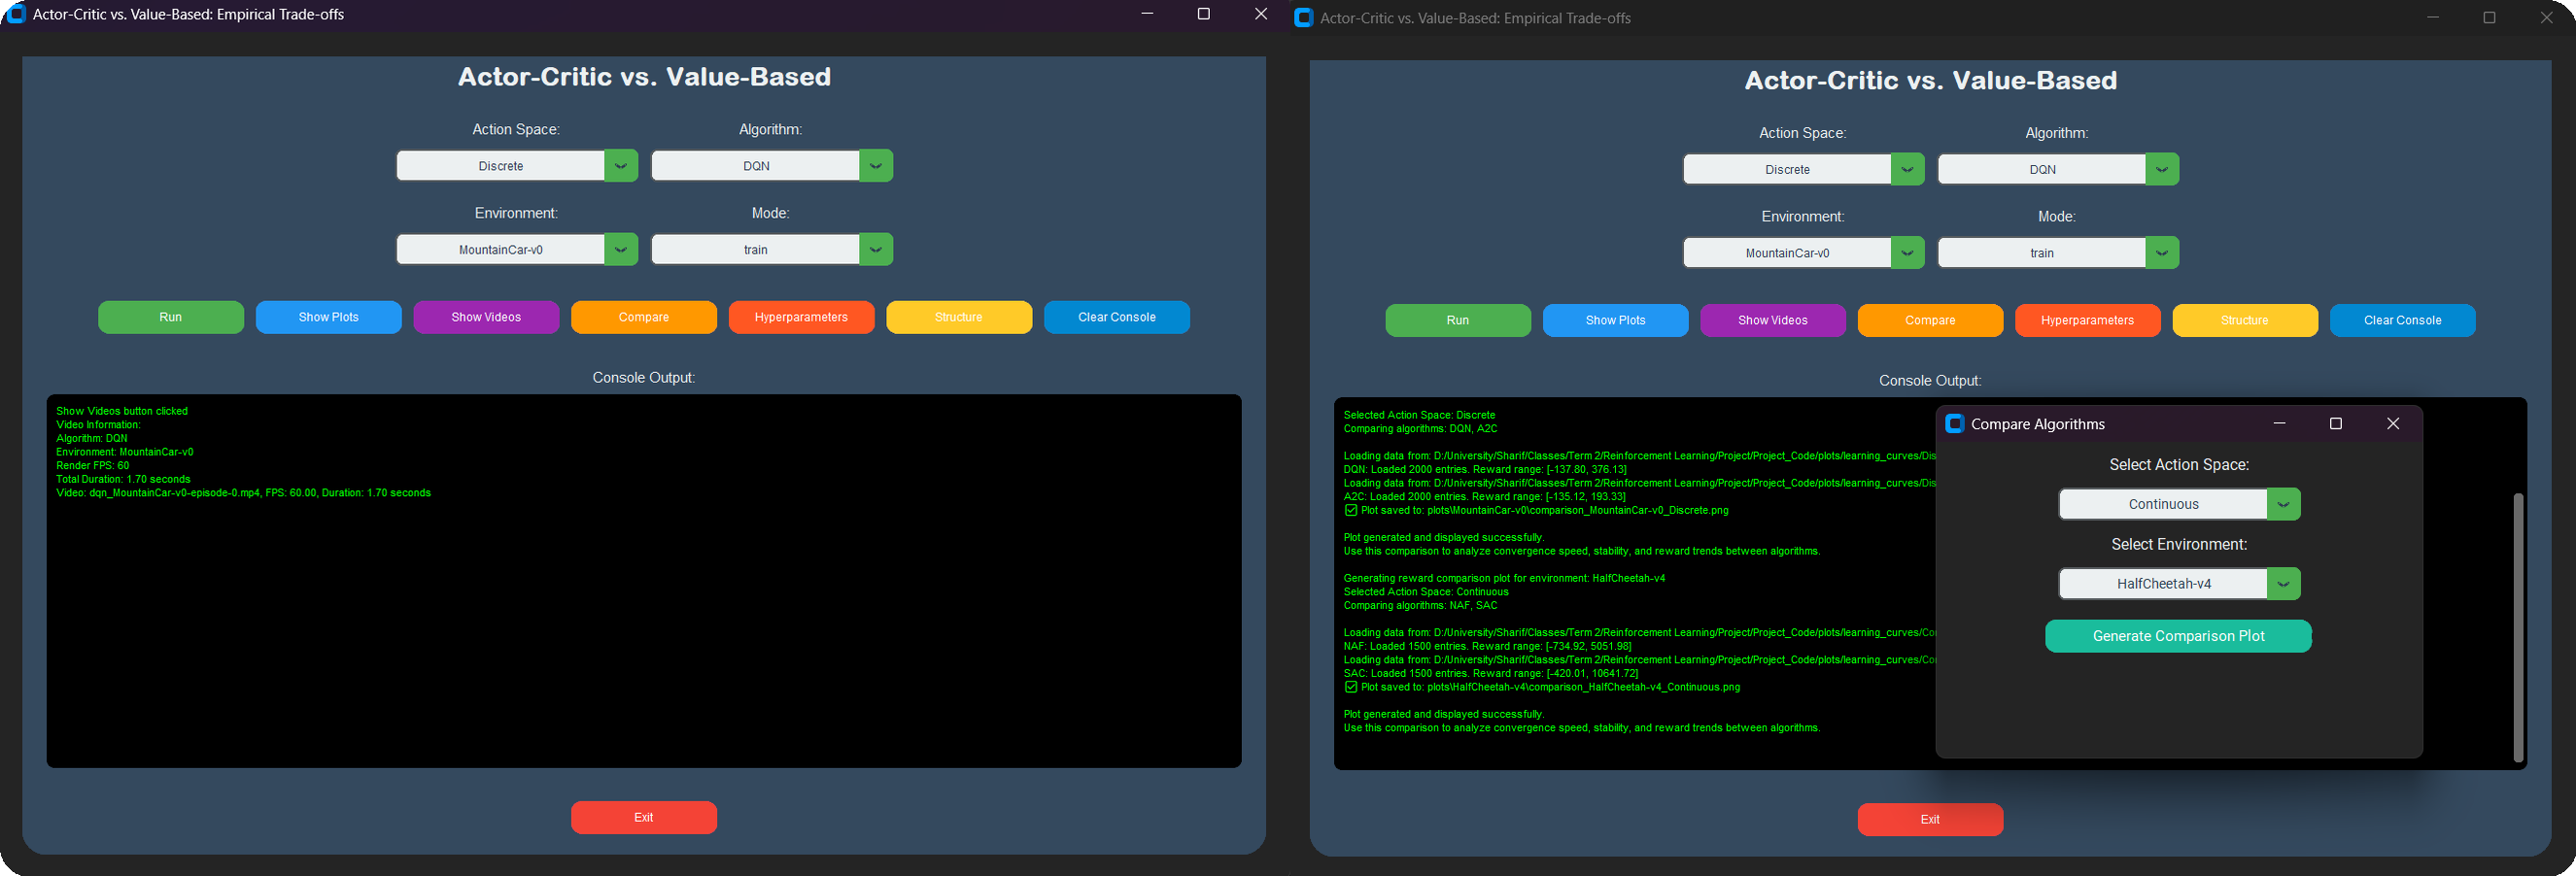 Actor-Critic vs. Value-Based: Empirical Trade-offs
Actor-Critic vs. Value-Based
Action Space:
Algorithm:
Discrete
DQN
Environment:
Mode:
MountainCar-v0
train
Run
Show Plots
Show Videos
Compare
Hyperparameters
Structure
Clear Console
Console Output:
Show Videos button clicked
Video Information:
Algorithm: DQN
Environment: MountainCar-v0
Render FPS: 60
Total Duration: 1.70 seconds
Video: dqn_MountainCar-v0-episode-0.mp4, FPS: 60.00, Duration: 1.70 seconds
Exit
Actor-Critic vs. Value-Based: Empirical Trade-offs
Actor-Critic vs. Value-Based
Action Space:
Algorithm:
Discrete
DQN
Environment:
Mode:
MountainCar-v0
train
Run
Show Plots
Show Videos
Compare
Hyperparameters
Structure
Clear Console
Console Output:
Selected Action Space: Discrete
Comparing algorithms: DQN, A2C
Loading data from: D:/University/Sharif/Classes/Term 2/Reinforcement Learning/Project/Project_Code/plots/learning_curves/Dis
DQN: Loaded 2000 entries. Reward range: [-137.80, 376.13]
Loading data from: D:/University/Sharif/Classes/Term 2/Reinforcement Learning/Project/Project_Code/plots/learning_curves/Dis
A2C: Loaded 2000 entries. Reward range: [-135.12, 193.33]
Plot saved to: plots\MountainCar-v0\comparison_MountainCar-v0_Discrete.png
Plot generated and displayed successfully.
Use this comparison to analyze convergence speed, stability, and reward trends between algorithms.
Generating reward comparison plot for environment: HalfCheetah-v4
Selected Action Space: Continuous
Comparing algorithms: NAF, SAC
Loading data from: D:/University/Sharif/Classes/Term 2/Reinforcement Learning/Project/Project_Code/plots/learning_curves/Co
NAF: Loaded 1500 entries. Reward range: [-734.92, 5051.98]
Loading data from: D:/University/Sharif/Classes/Term 2/Reinforcement Learning/Project/Project_Code/plots/learning_curves/Co
SAC: Loaded 1500 entries. Reward range: [-420.01, 10641.72]
Plot saved to: plots\HalfCheetah-v4\comparison_HalfCheetah-v4_Continuous.png
Plot generated and displayed successfully.
Use this comparison to analyze convergence speed, stability, and reward trends between algorithms.
Compare Algorithms
Select Action Space:
Continuous
Select Environment:
HalfCheetah-v4
Generate Comparison Plot
Exit